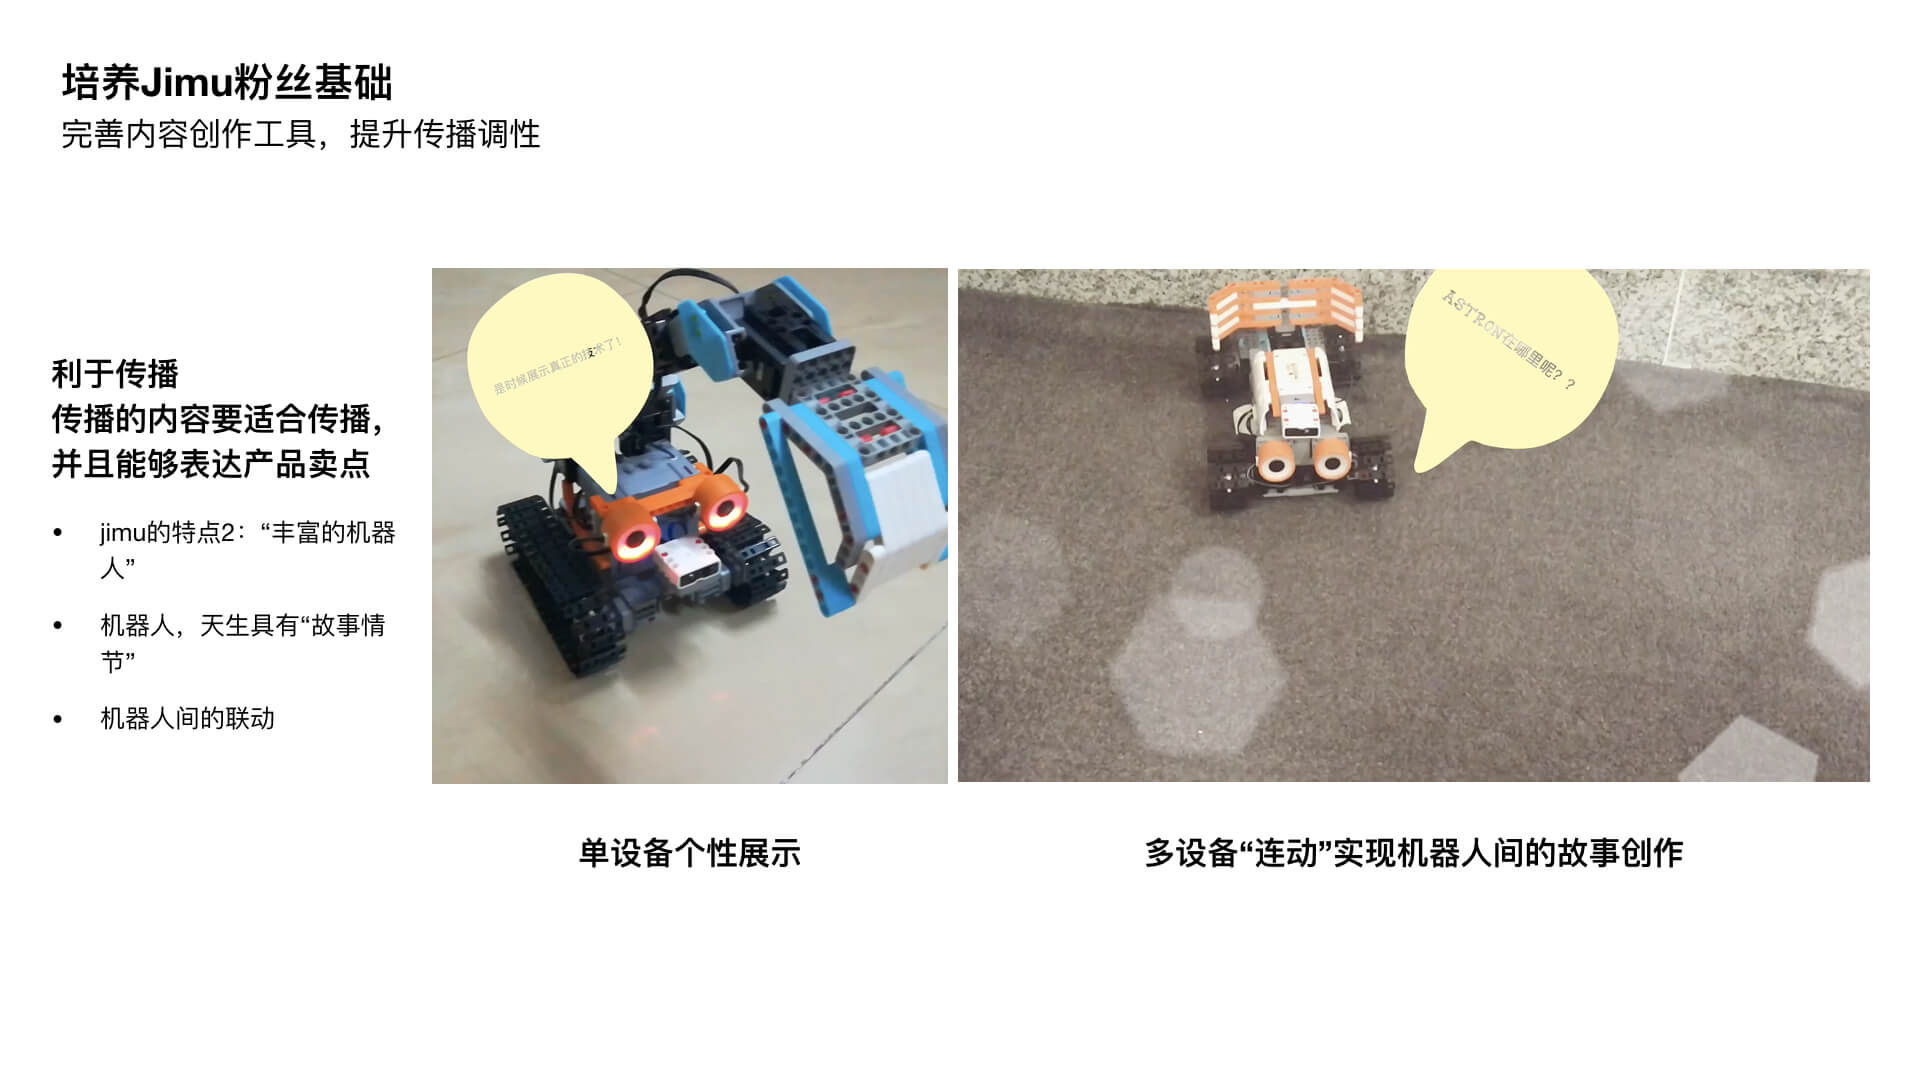 培养Jimu粉丝基础
完善内容创作工具，提升传播调性
利于传播
传播的内容要适合传播，
并且能够表达产品卖点
• jimu的特点2：“丰富的机器
人”
• 机器人，天生具有“故事情
节”
• 机器人间的联动
是时候展示真正的技术了！
ASTRON在哪里呢？？
单设备个性展示
多设备“连动”实现机器人间的故事创作